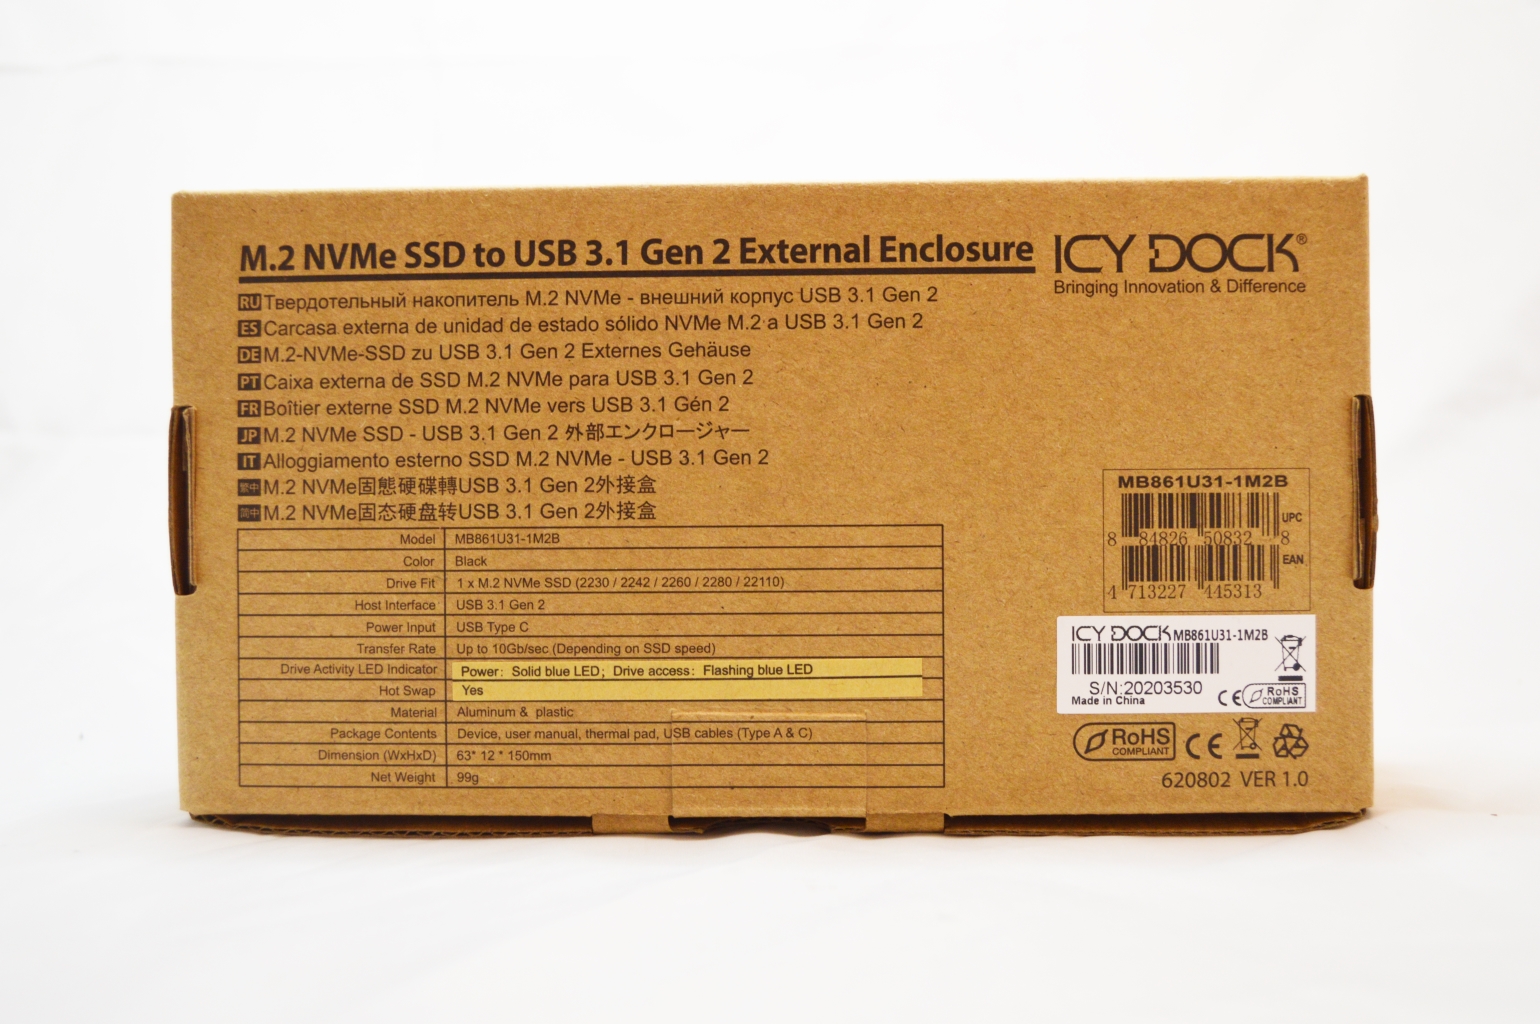 M.2 NVMe SSD to USB 3.1 Gen 2 External Enclosure
ICY DOCK®
Bringing Innovation & Difference
RU Твердотельный накопитель M.2 NVMe - внешний корпус USB 3.1 Gen 2
ES Carcasa externa de unidad de estado sólido NVMe M.2 a USB 3.1 Gen 2
DE M.2-NVMe-SSD zu USB 3.1 Gen 2 Externes Gehäuse
PT Caixa externa de SSD M.2 NVMe para USB 3.1 Gen 2
FR Boîtier externe SSD M.2 NVMe vers USB 3.1 Gén 2
JP M.2 NVMe SSD - USB 3.1 Gen 2 外部エンクロージャー
IT Alloggiamento esterno SSD M.2 NVMe - USB 3.1 Gen 2
繁中 M.2 NVMe固態硬碟轉USB 3.1 Gen 2外接盒
简中 M.2 NVMe固态硬盘转USB 3.1 Gen 2外接盒
Model MB861U31-1M2B
Color Black
Drive Fit 1 x M.2 NVMe SSD (2230 / 2242 / 2260 / 2280 / 22110)
Host Interface USB 3.1 Gen 2
Power Input USB Type C
Transfer Rate Up to 10Gb/sec (Depending on SSD speed)
Drive Activity LED Indicator Power: Solid blue LED; Drive access: Flashing blue LED
Hot Swap Yes
Material Aluminum & plastic
Package Contents Device, user manual, thermal pad, USB cables (Type A & C)
Dimension (WxHxD) 63* 12 * 150mm
Net Weight 99g
MB861U31-1M2B
UPC
8 84826 50832 8
EAN
4 713227 445313
ICY DOCK MB861U31-1M2B
S/N:20203530
Made in China
CE RoHS COMPLIANT
RoHS COMPLIANT CE
620802 VER 1.0